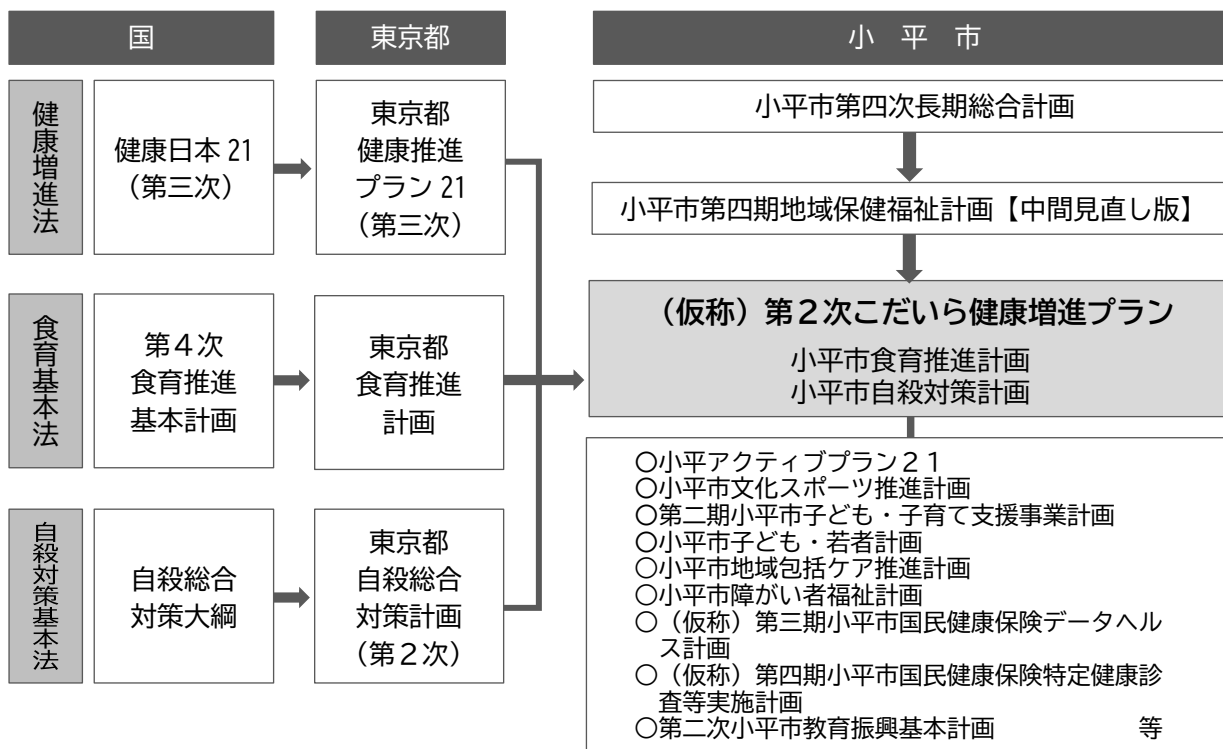 国
東京都
小　平　市
健康増進法
健康日本 21
（第三次）
東京都
健康推進
プラン 21
（第三次）
食育基本法
第４次
食育推進
基本計画
東京都
食育推進
計画
自殺対策基本法
自殺総合
対策大綱
東京都
自殺総合
対策計画
（第２次）
小平市第四次長期総合計画
小平市第四期地域保健福祉計画【中間見直し版】
（仮称）第２次こだいら健康増進プラン
小平市食育推進計画
小平市自殺対策計画
〇小平アクティブプラン２１
〇小平市文化スポーツ推進計画
〇第二期小平市子ども・子育て支援事業計画
〇小平市子ども・若者計画
〇小平市地域包括ケア推進計画
〇小平市障がい者福祉計画
〇（仮称）第三期小平市国民健康保険データヘル
ス計画
〇（仮称）第四期小平市国民健康保険特定健康診
査等実施計画
〇第二次小平市教育振興基本計画　　　　　等